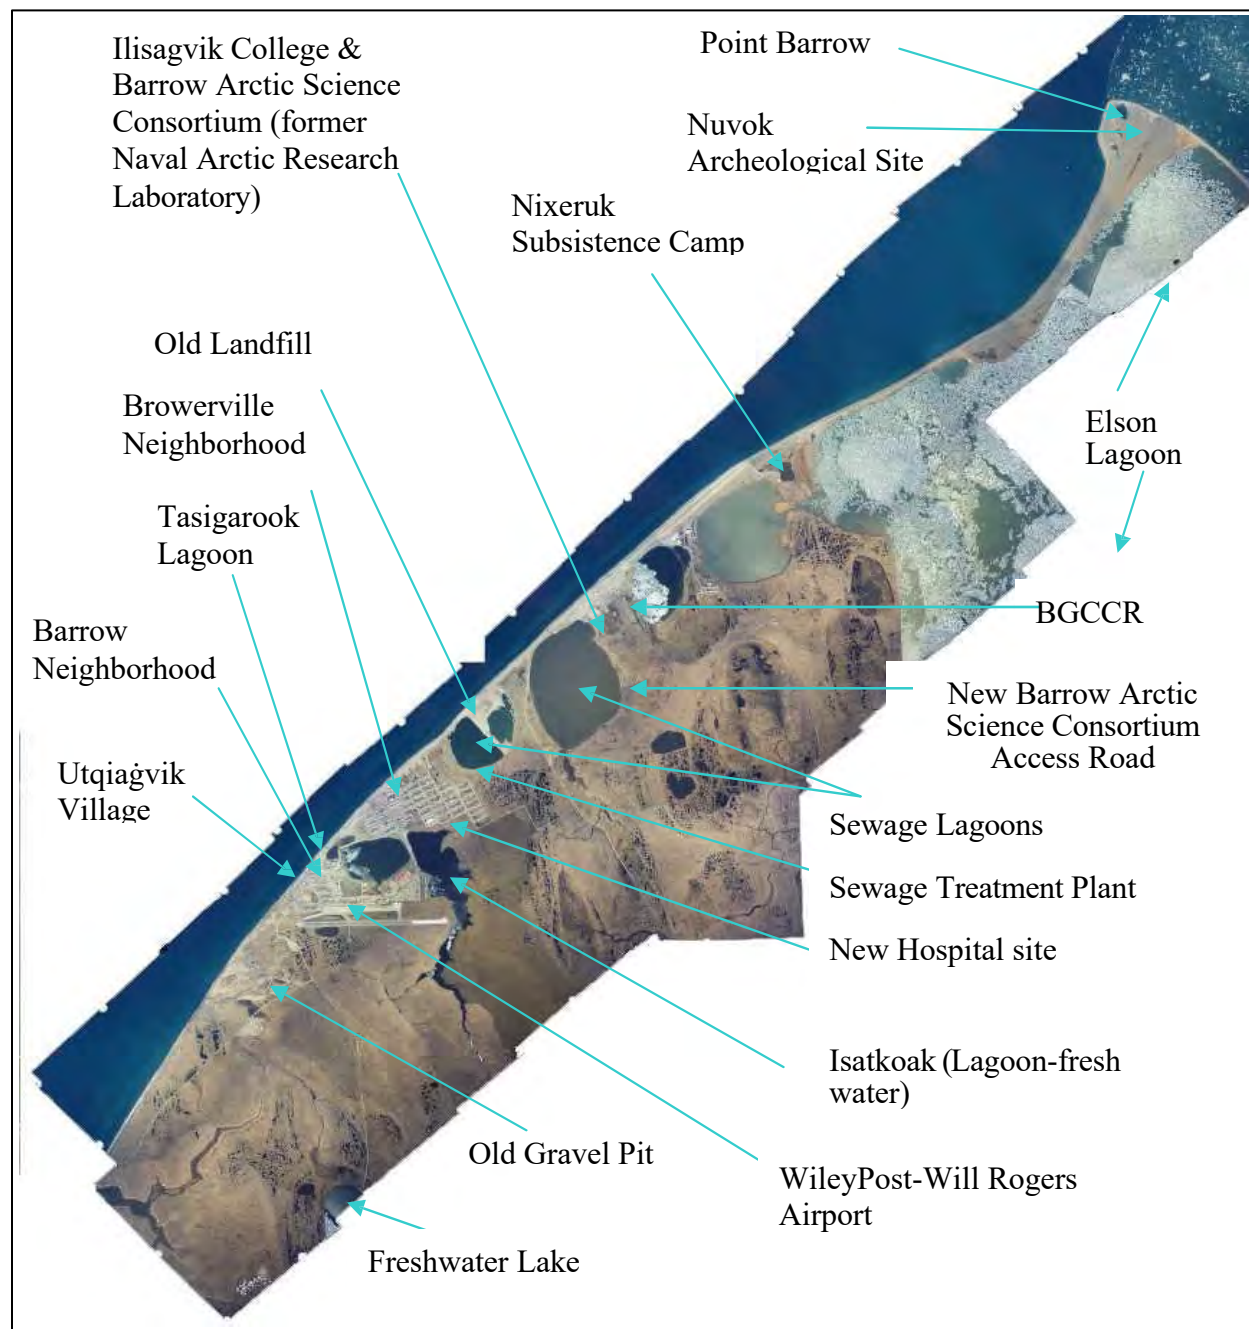 Ilisagvik College &
Barrow Arctic Science
Consortium (former
Naval Arctic Research
Laboratory)
Point Barrow
Nuvok
Archeological Site
Nixeruk
Subsistence Camp
Old Landfill
Browerville
Neighborhood
Tasigarook
Lagoon
Barrow
Neighborhood
Utqiaġvik
Village
Elson
Lagoon
BGCCR
New Barrow Arctic
Science Consortium
Access Road
Sewage Lagoons
Sewage Treatment Plant
New Hospital site
Isatkoak (Lagoon-fresh
water)
Old Gravel Pit
WileyPost-Will Rogers
Airport
Freshwater Lake